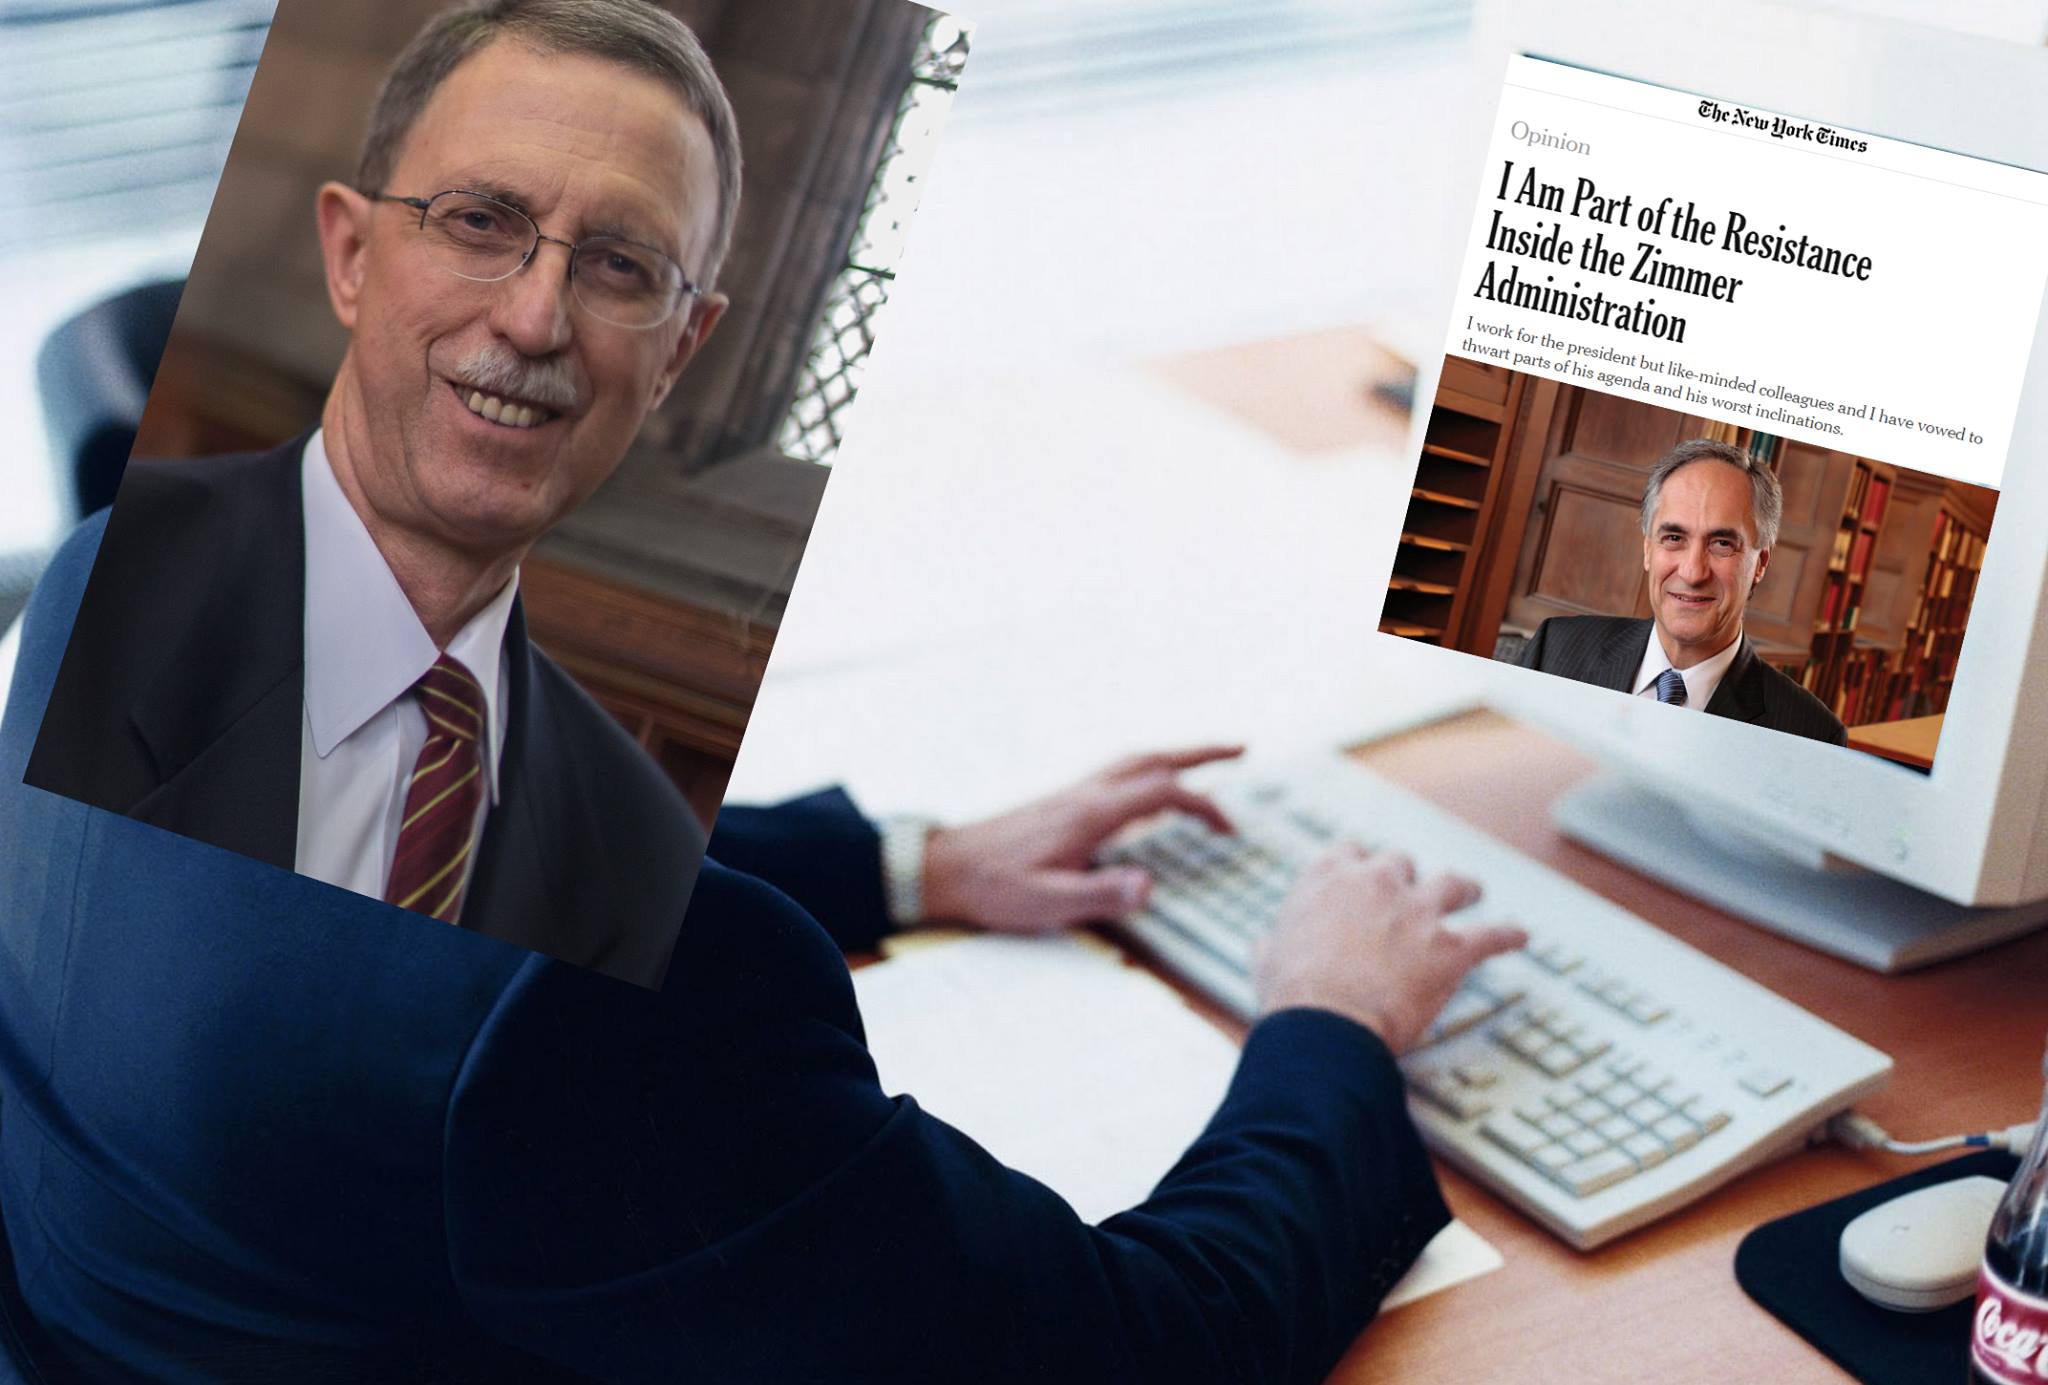 The New York Times
Opinion
I Am Part of the Resistance
Inside the Zimmer
Administration
I work for the president but like-minded colleagues and I have vowed to
thwart parts of his agenda and his worst inclinations.